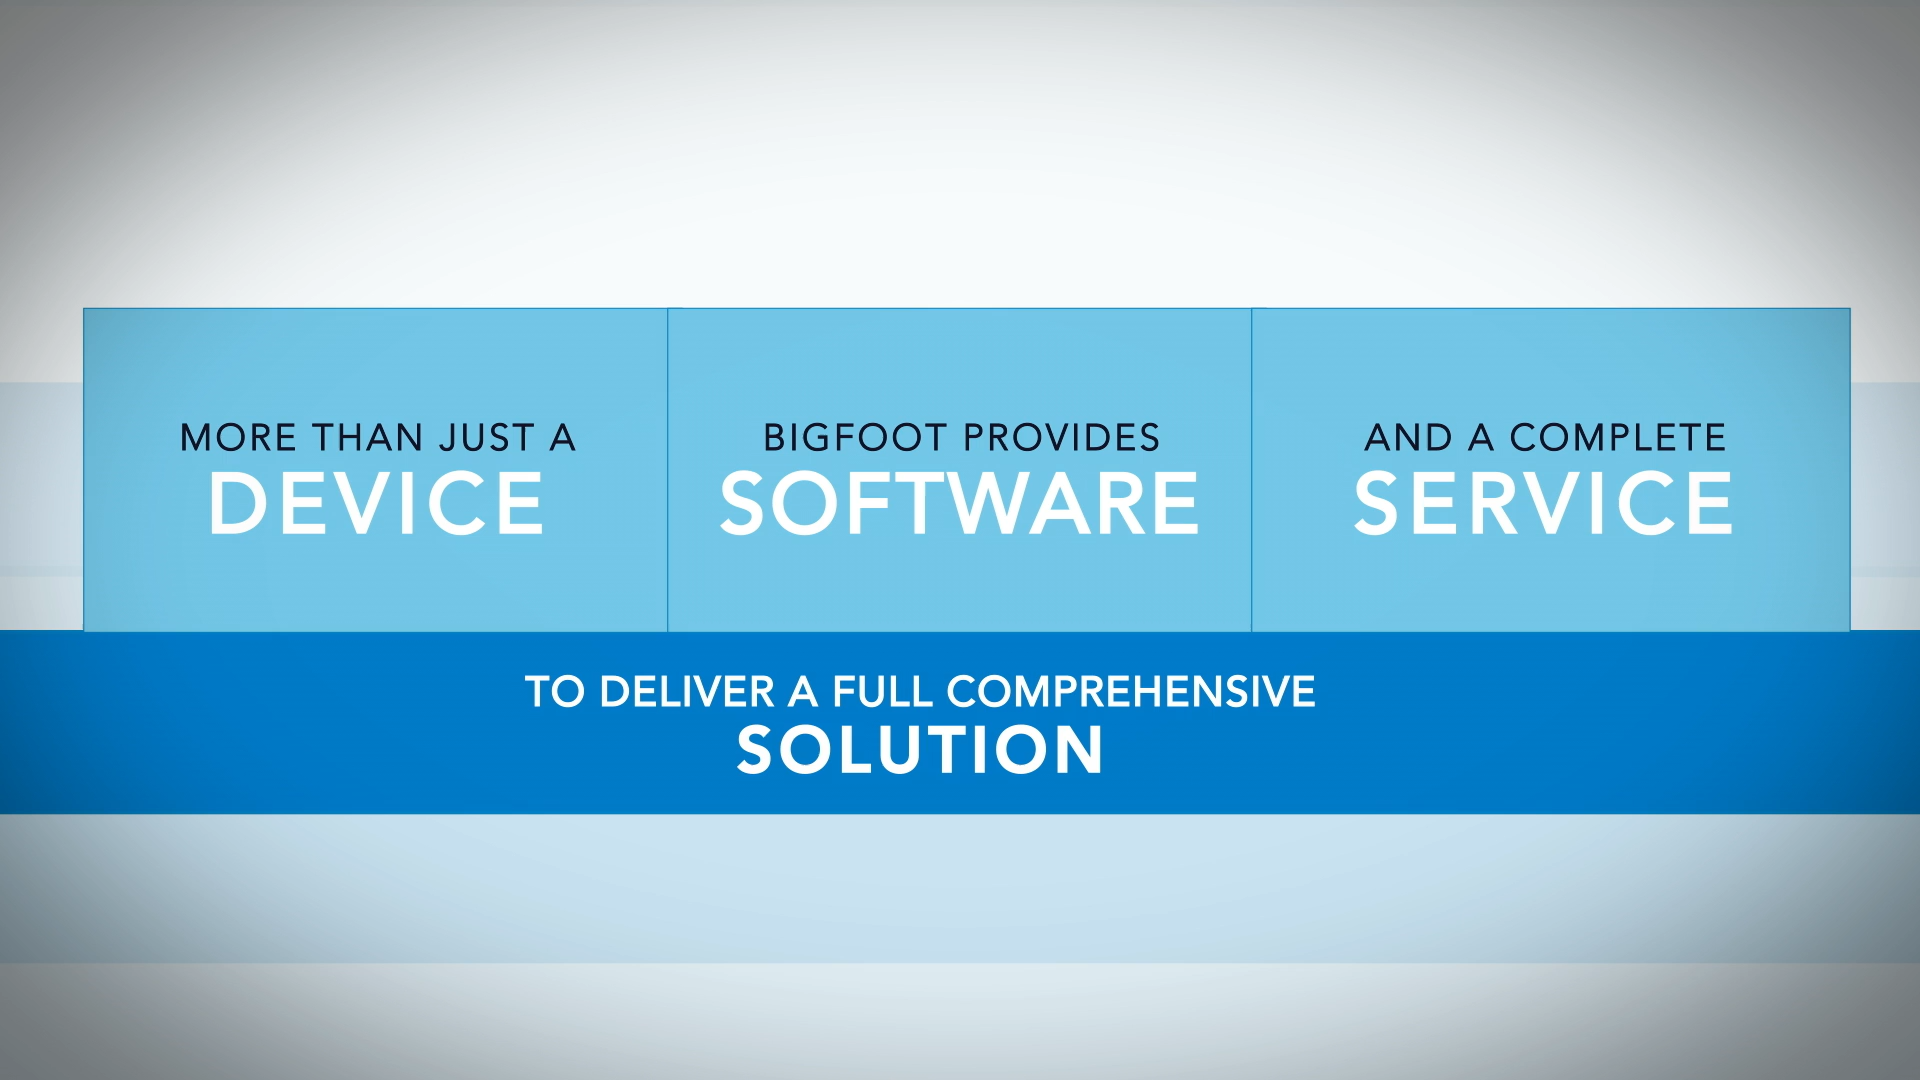 MORE THAN JUST A
DEVICE
BIGFOOT PROVIDES
SOFTWARE
AND A COMPLETE
SERVICE
TO DELIVER A FULL COMPREHENSIVE
SOLUTION